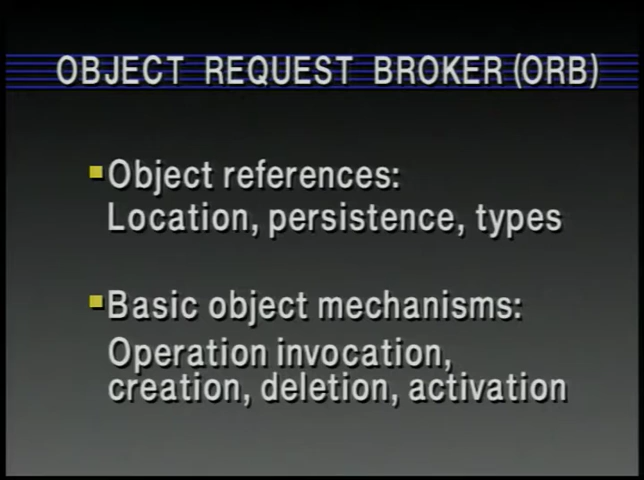 OBJECT REQUEST BROKER (ORB)
Object references:
Location, persistence, types
Basic object mechanisms:
Operation invocation,
creation, deletion, activation